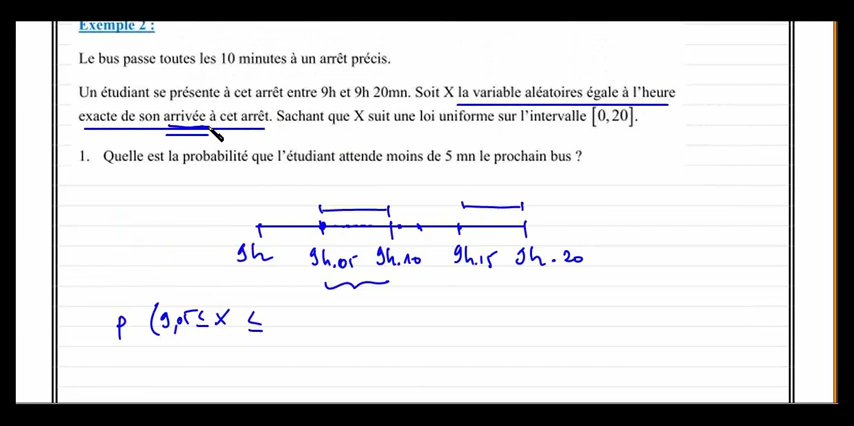 Exemple 2 :
Le bus passe toutes les 10 minutes à un arrêt précis.
Un étudiant se présente à cet arrêt entre 9h et 9h 20mn. Soit X la variable aléatoires égale à l'heure
exacte de son arrivée à cet arrêt. Sachant que X suit une loi uniforme sur l'intervalle [0,20].
1. Quelle est la probabilité que l'étudiant attende moins de 5 mn le prochain bus ?
9h 9h.05 9h.10 9h.15 9h.20
p (9,05 ≤ X ≤